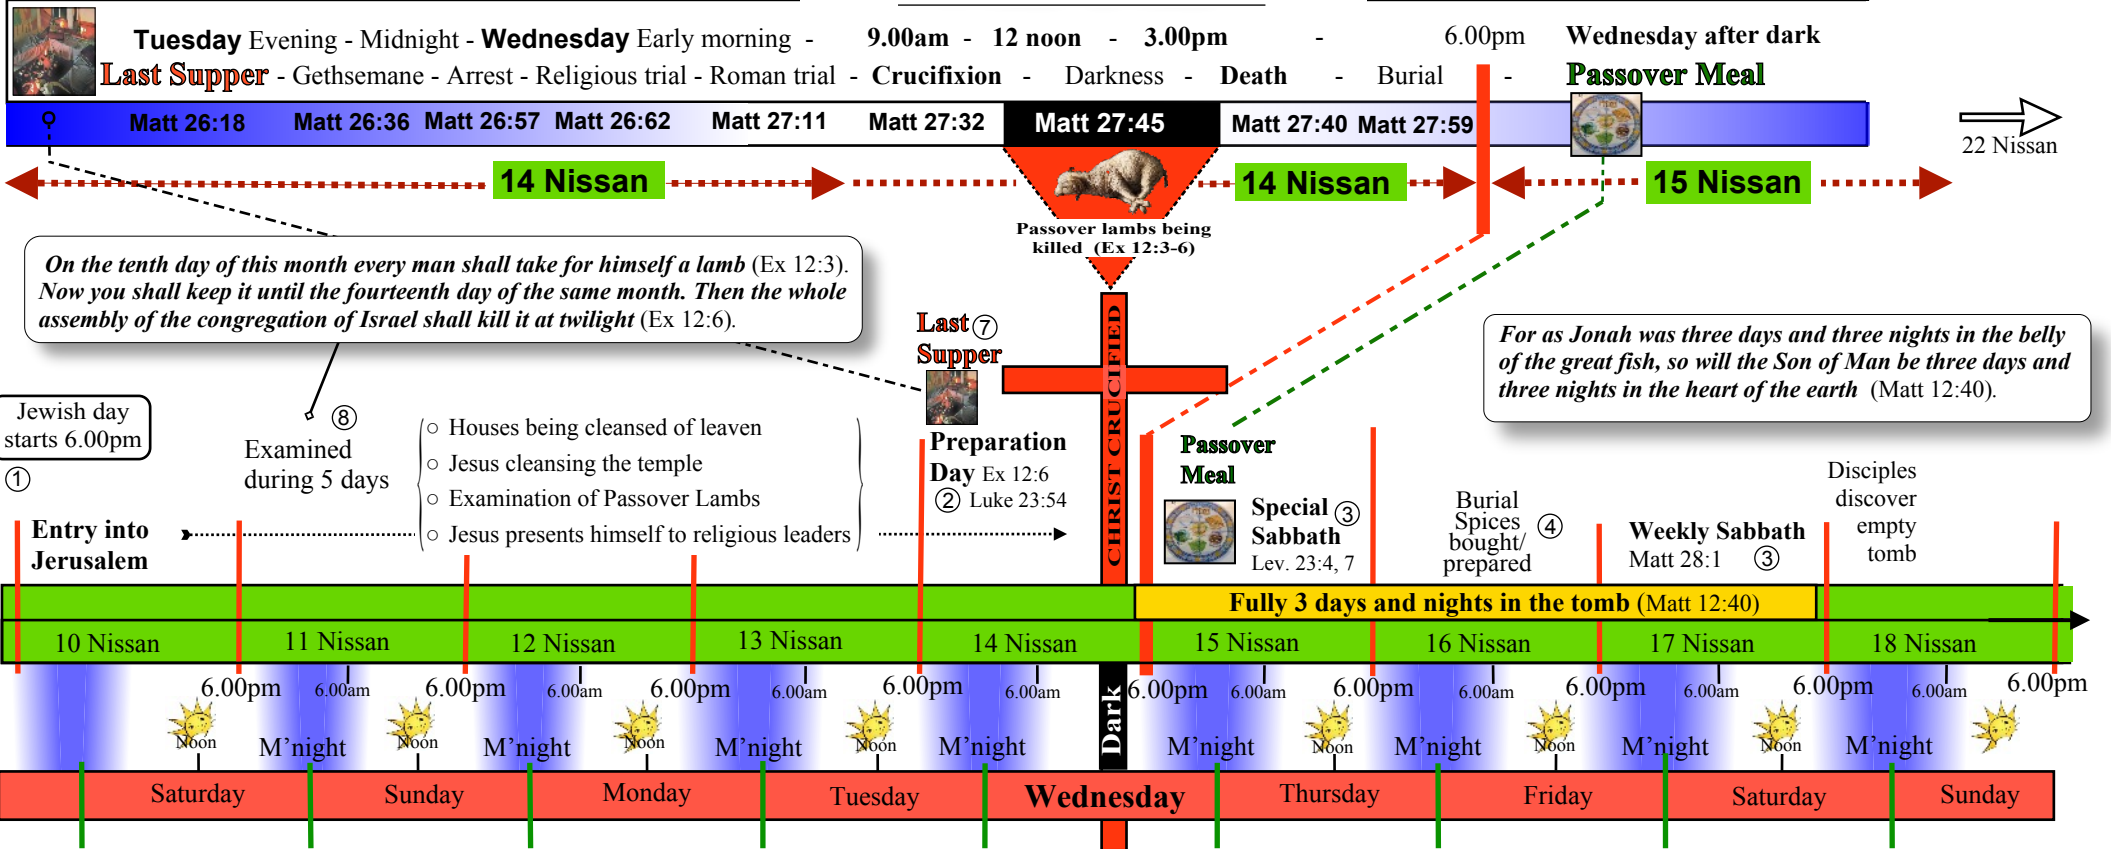 Tuesday Evening - Midnight - Wednesday Early morning - 9.00am - 12 noon - 3.00pm - 6.00pm Wednesday after dark
Last Supper - Gethsemane - Arrest - Religious trial - Roman trial - Crucifixion - Darkness - Death - Burial - Passover Meal
Matt 26:18 Matt 26:36 Matt 26:57 Matt 26:62 Matt 27:11 Matt 27:32 Matt 27:45 Matt 27:40 Matt 27:59
22 Nissan
14 Nissan 14 Nissan 15 Nissan
Passover lambs being
killed (Ex 12:3-6)
On the tenth day of this month every man shall take for himself a lamb (Ex 12:3).
Now you shall keep it until the fourteenth day of the same month. Then the whole
assembly of the congregation of Israel shall kill it at twilight (Ex 12:6).
For as Jonah was three days and three nights in the belly
of the great fish, so will the Son of Man be three days and
three nights in the heart of the earth (Matt 12:40).
Last ⑦
Supper
CHRIST CRUCIFIED
Jewish day
starts 6.00pm
①
⑧
Examined
during 5 days
○ Houses being cleansed of leaven
○ Jesus cleansing the temple
○ Examination of Passover Lambs
○ Jesus presents himself to religious leaders
Preparation
Day Ex 12:6
② Luke 23:54
Passover
Meal
Special ③
Sabbath
Lev. 23:4, 7
Burial
Spices ④
bought/
prepared
Weekly Sabbath
Matt 28:1 ③
Disciples
discover
empty
tomb
Entry into
Jerusalem
Fully 3 days and nights in the tomb (Matt 12:40)
10 Nissan 11 Nissan 12 Nissan 13 Nissan 14 Nissan 15 Nissan 16 Nissan 17 Nissan 18 Nissan
6.00pm 6.00am 6.00pm 6.00am 6.00pm 6.00am 6.00pm 6.00am 6.00pm 6.00am 6.00pm 6.00am 6.00pm 6.00am 6.00pm 6.00am 6.00pm
Dark
Noon M'night Noon M'night Noon M'night Noon M'night M'night Noon M'night Noon M'night Noon M'night
Saturday Sunday Monday Tuesday Wednesday Thursday Friday Saturday Sunday